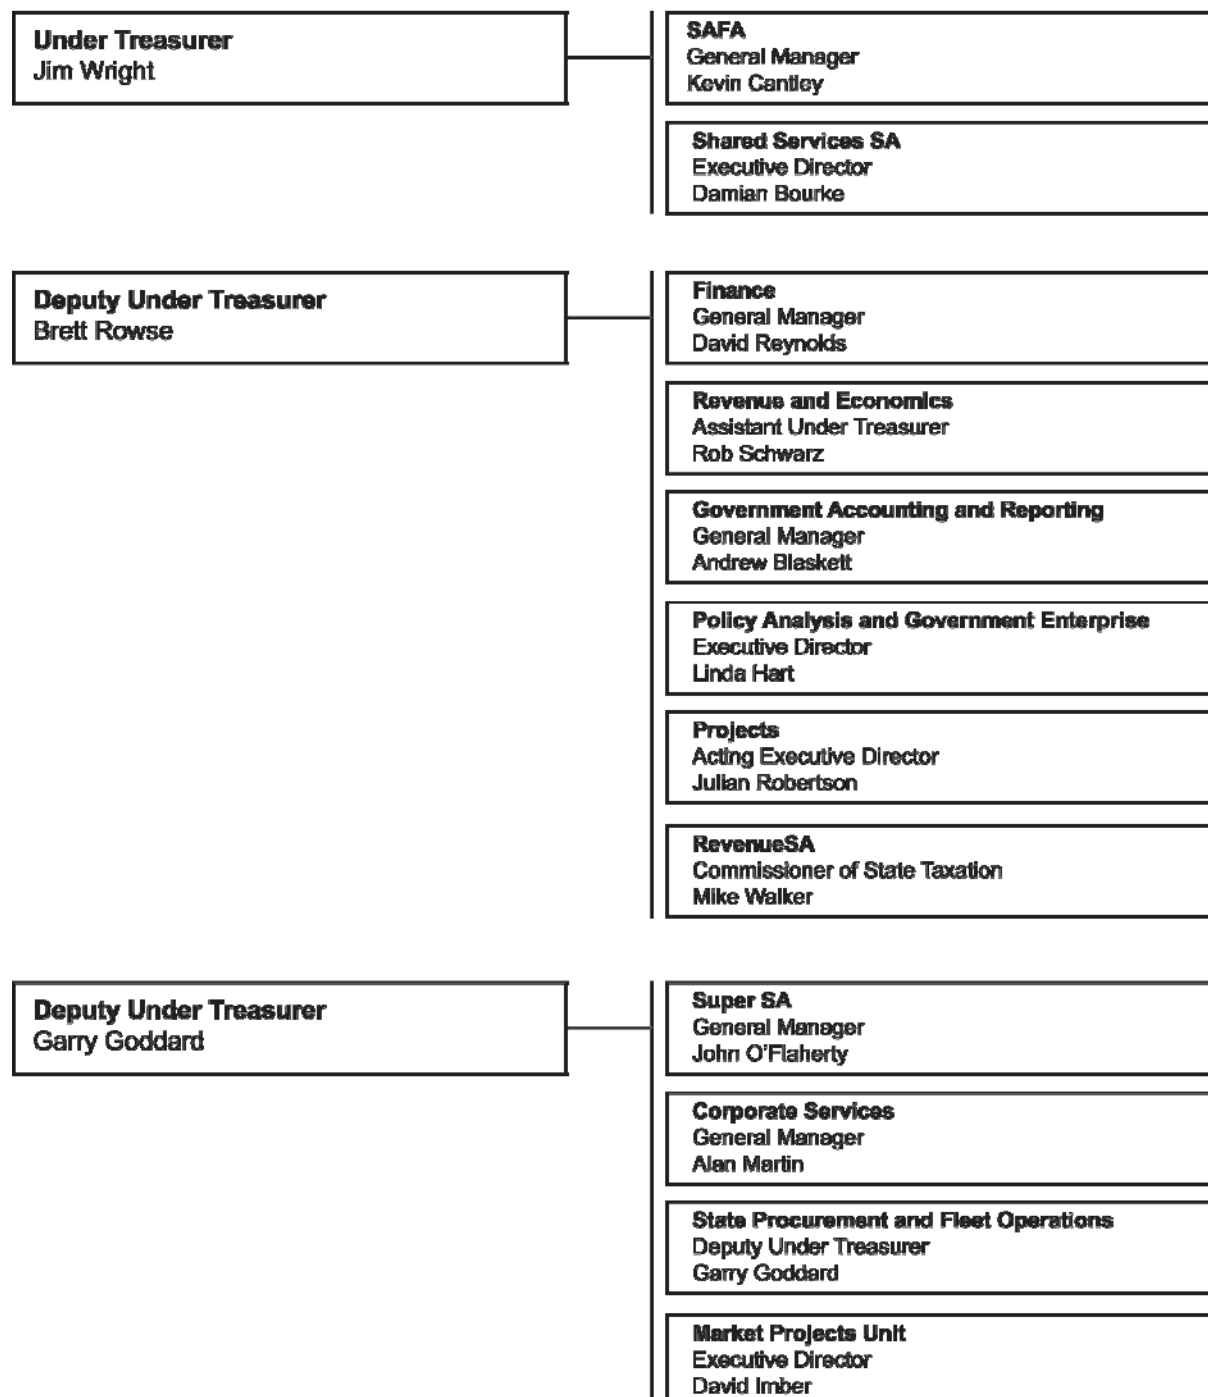 Under Treasurer
Jim Wright
SAFA
General Manager
Kevin Cantley
Shared Services SA
Executive Director
Damian Bourke
Deputy Under Treasurer
Brett Rowse
Finance
General Manager
David Reynolds
Revenue and Economics
Assistant Under Treasurer
Rob Schwarz
Government Accounting and Reporting
General Manager
Andrew Blaskett
Policy Analysis and Government Enterprise
Executive Director
Linda Hart
Projects
Acting Executive Director
Julian Robertson
RevenueSA
Commissioner of State Taxation
Mike Walker
Deputy Under Treasurer
Garry Goddard
Super SA
General Manager
John O'Flaherty
Corporate Services
General Manager
Alan Martin
State Procurement and Fleet Operations
Deputy Under Treasurer
Garry Goddard
Market Projects Unit
Executive Director
David Imber